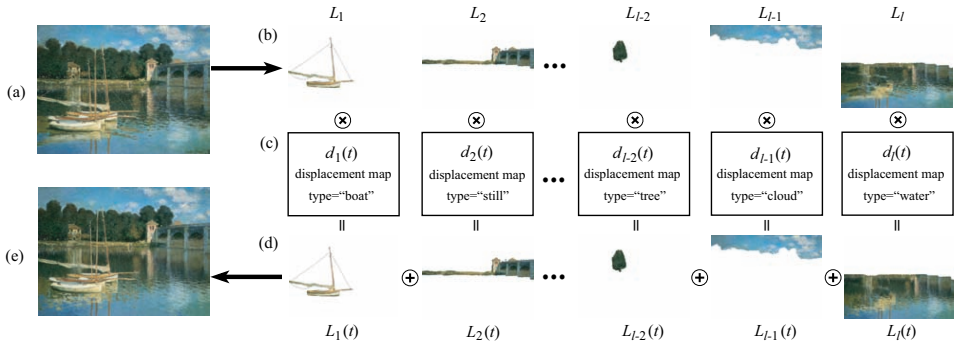 L1 L2 Ll-2 Ll-1 Ll
(b)
(a)
(c)
d1(t) d2(t) dl-2(t) dl-1(t) dl(t)
displacement map displacement map displacement map displacement map displacement map
type=“boat” type=“still” type=“tree” type=“cloud” type=“water”
(d)
(e)
L1(t) L2(t) Ll-2(t) Ll-1(t) Ll(t)